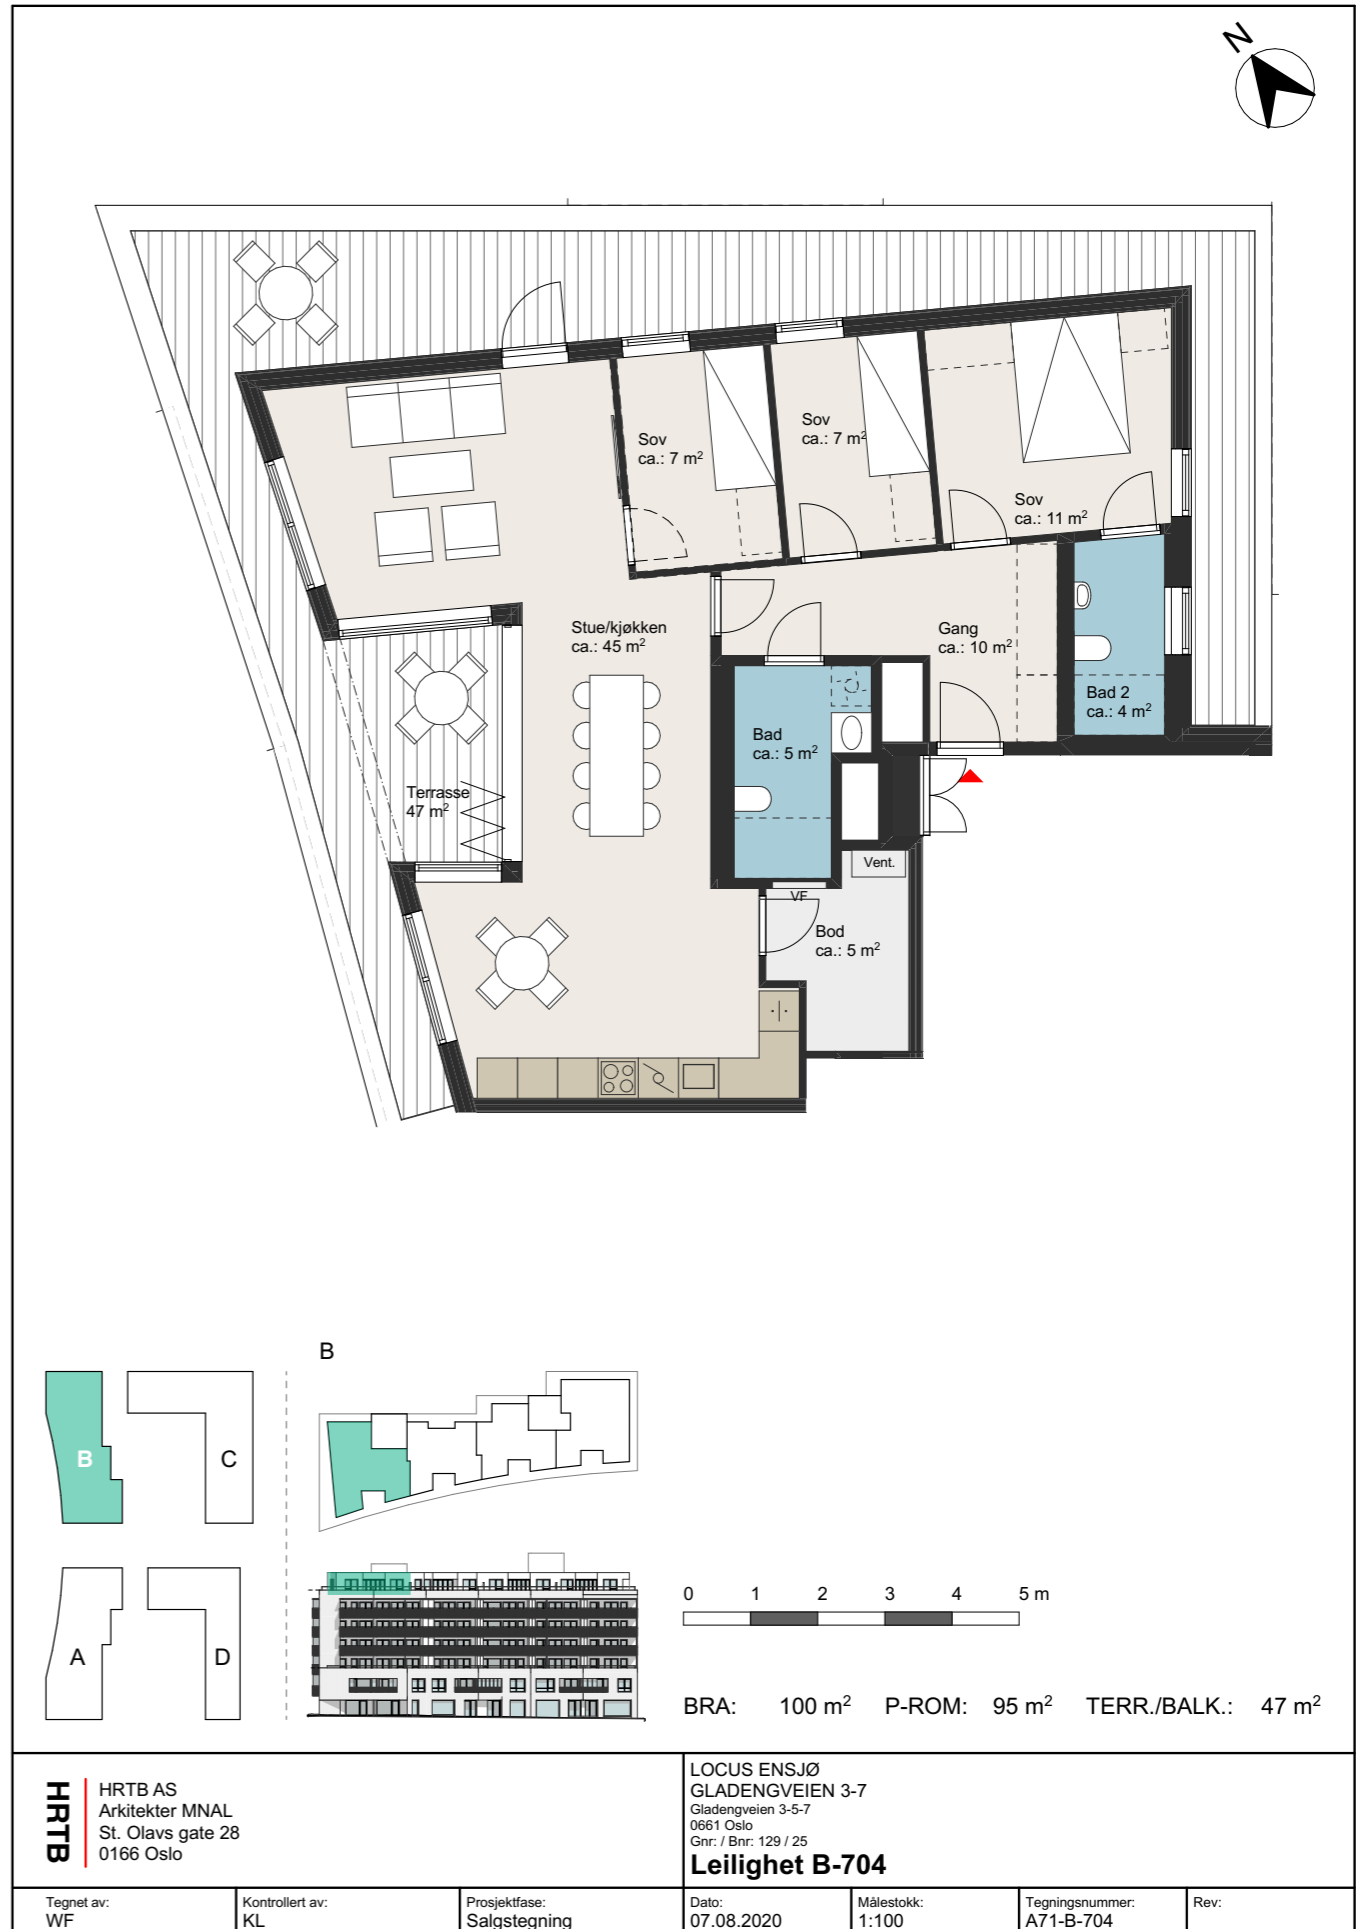 N
Sov
ca.: 7 m²
Sov
ca.: 7 m²
Sov
ca.: 11 m²
Stue/kjøkken
ca.: 45 m²
Gang
ca.: 10 m²
Bad 2
ca.: 4 m²
Bad
ca.: 5 m²
Terrasse
47 m²
Vent.
VF
Bod
ca.: 5 m²
B
B
C
A
D
0 1 2 3 4 5 m
BRA: 100 m² P-ROM: 95 m² TERR./BALK.: 47 m²
HRTB
HRTB AS
Arkitekter MNAL
St. Olavs gate 28
0166 Oslo
LOCUS ENSJØ
GLADENGVEIEN 3-7
Gladengveien 3-5-7
0661 Oslo
Gnr: / Bnr: 129 / 25
Leilighet B-704
Tegnet av:
WF
Kontrollert av:
KL
Prosjektfase:
Salgstegning
Dato:
07.08.2020
Målestokk:
1:100
Tegningsnummer:
A71-B-704
Rev: